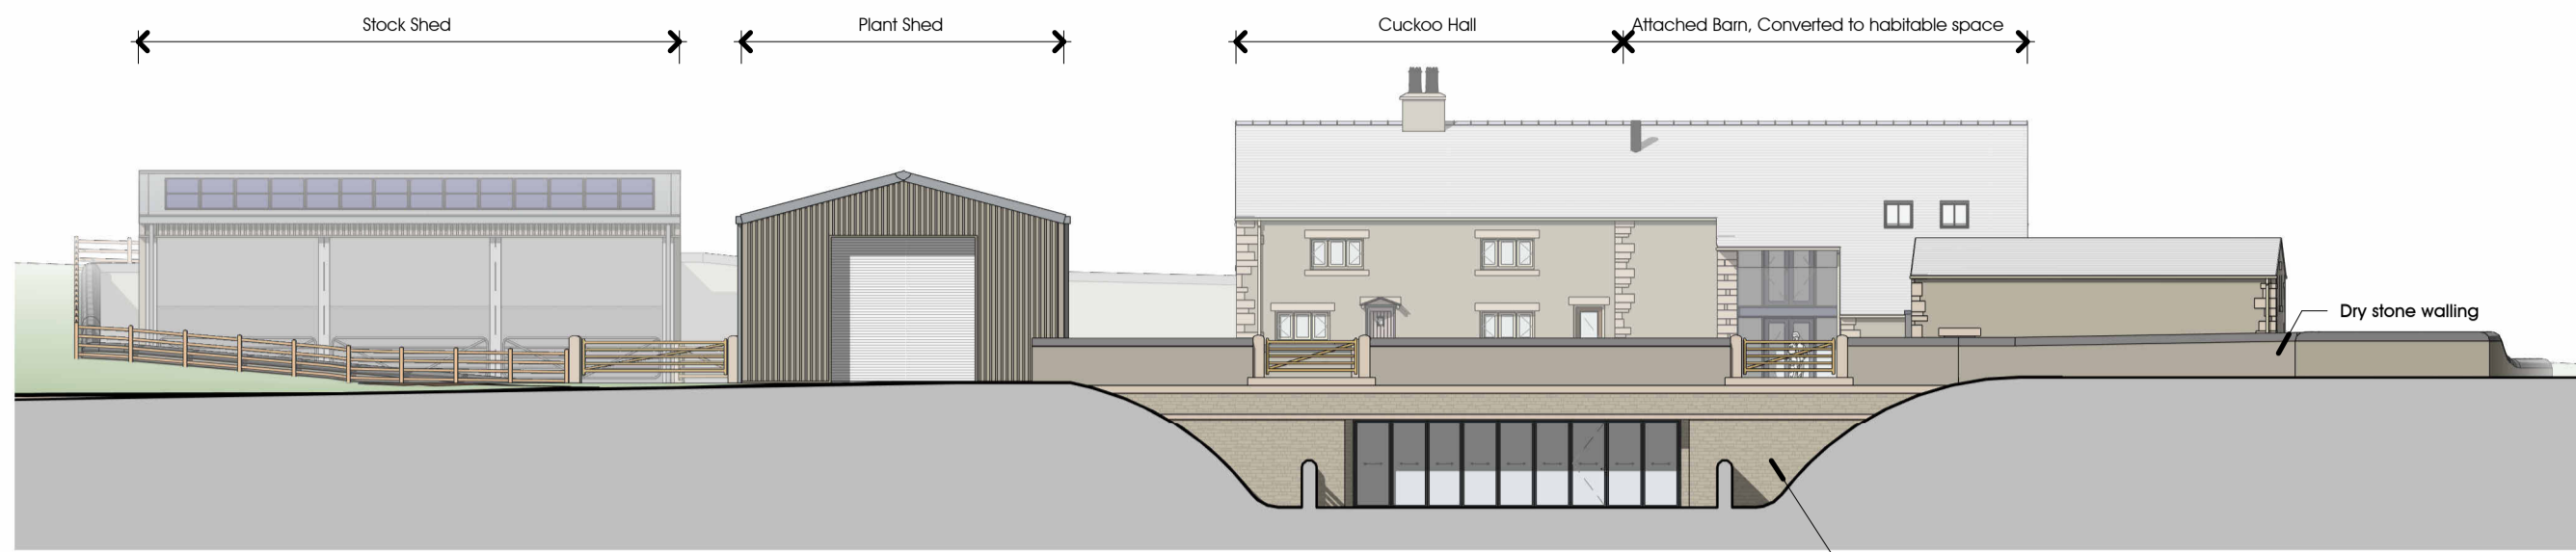 Stock Shed
Plant Shed
Cuckoo Hall
Attached Barn, Converted to habitable space
Dry stone walling